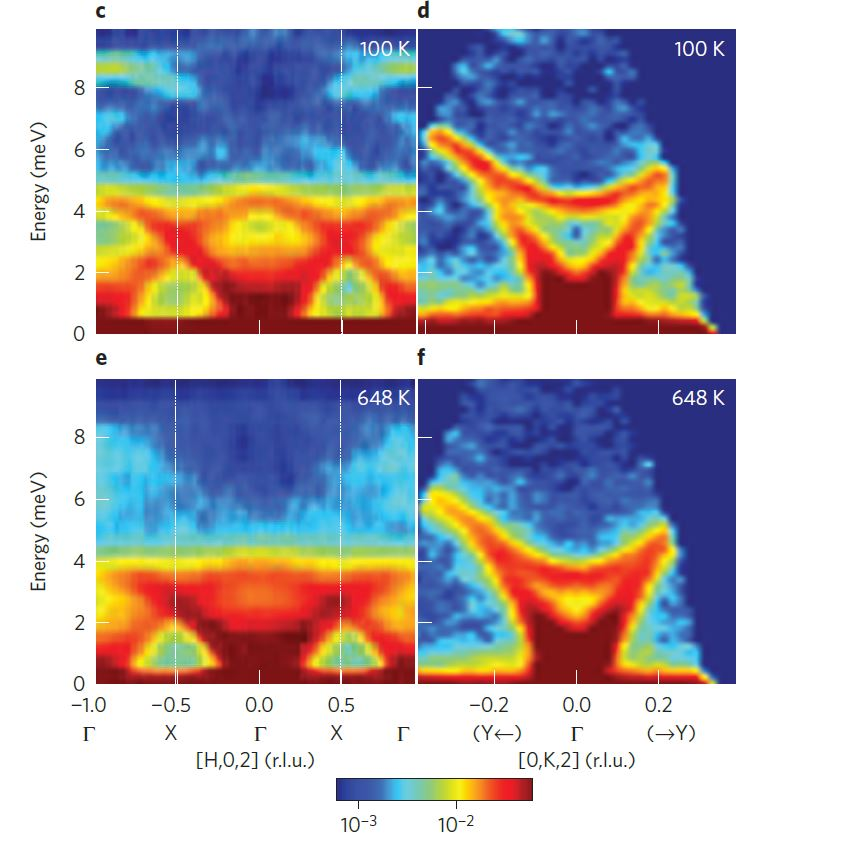 c
d
100 K
100 K
8
6
4
2
0
Energy (meV)
e
f
648 K
648 K
8
6
4
2
0
Energy (meV)
−1.0 −0.5 0.0 0.5 −0.2 0.0 0.2
Γ X Γ X Γ (Y←) Γ (→Y)
[H,0,2] (r.l.u.) [0,K,2] (r.l.u.)
10−3 10−2